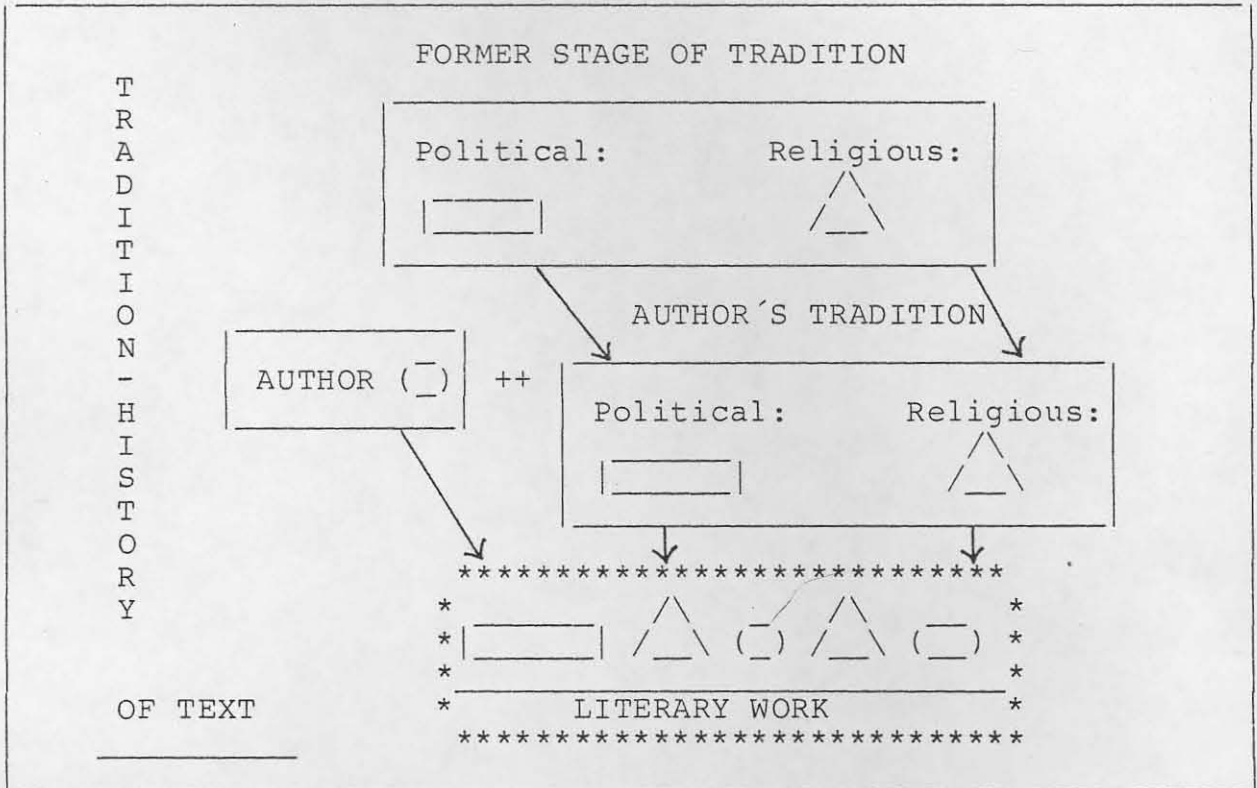 FORMER STAGE OF TRADITION
TRADITION-HISTORY
Political: Religious:
AUTHOR´S TRADITION
AUTHOR ( ) ++
Political: Religious:
OF TEXT
LITERARY WORK